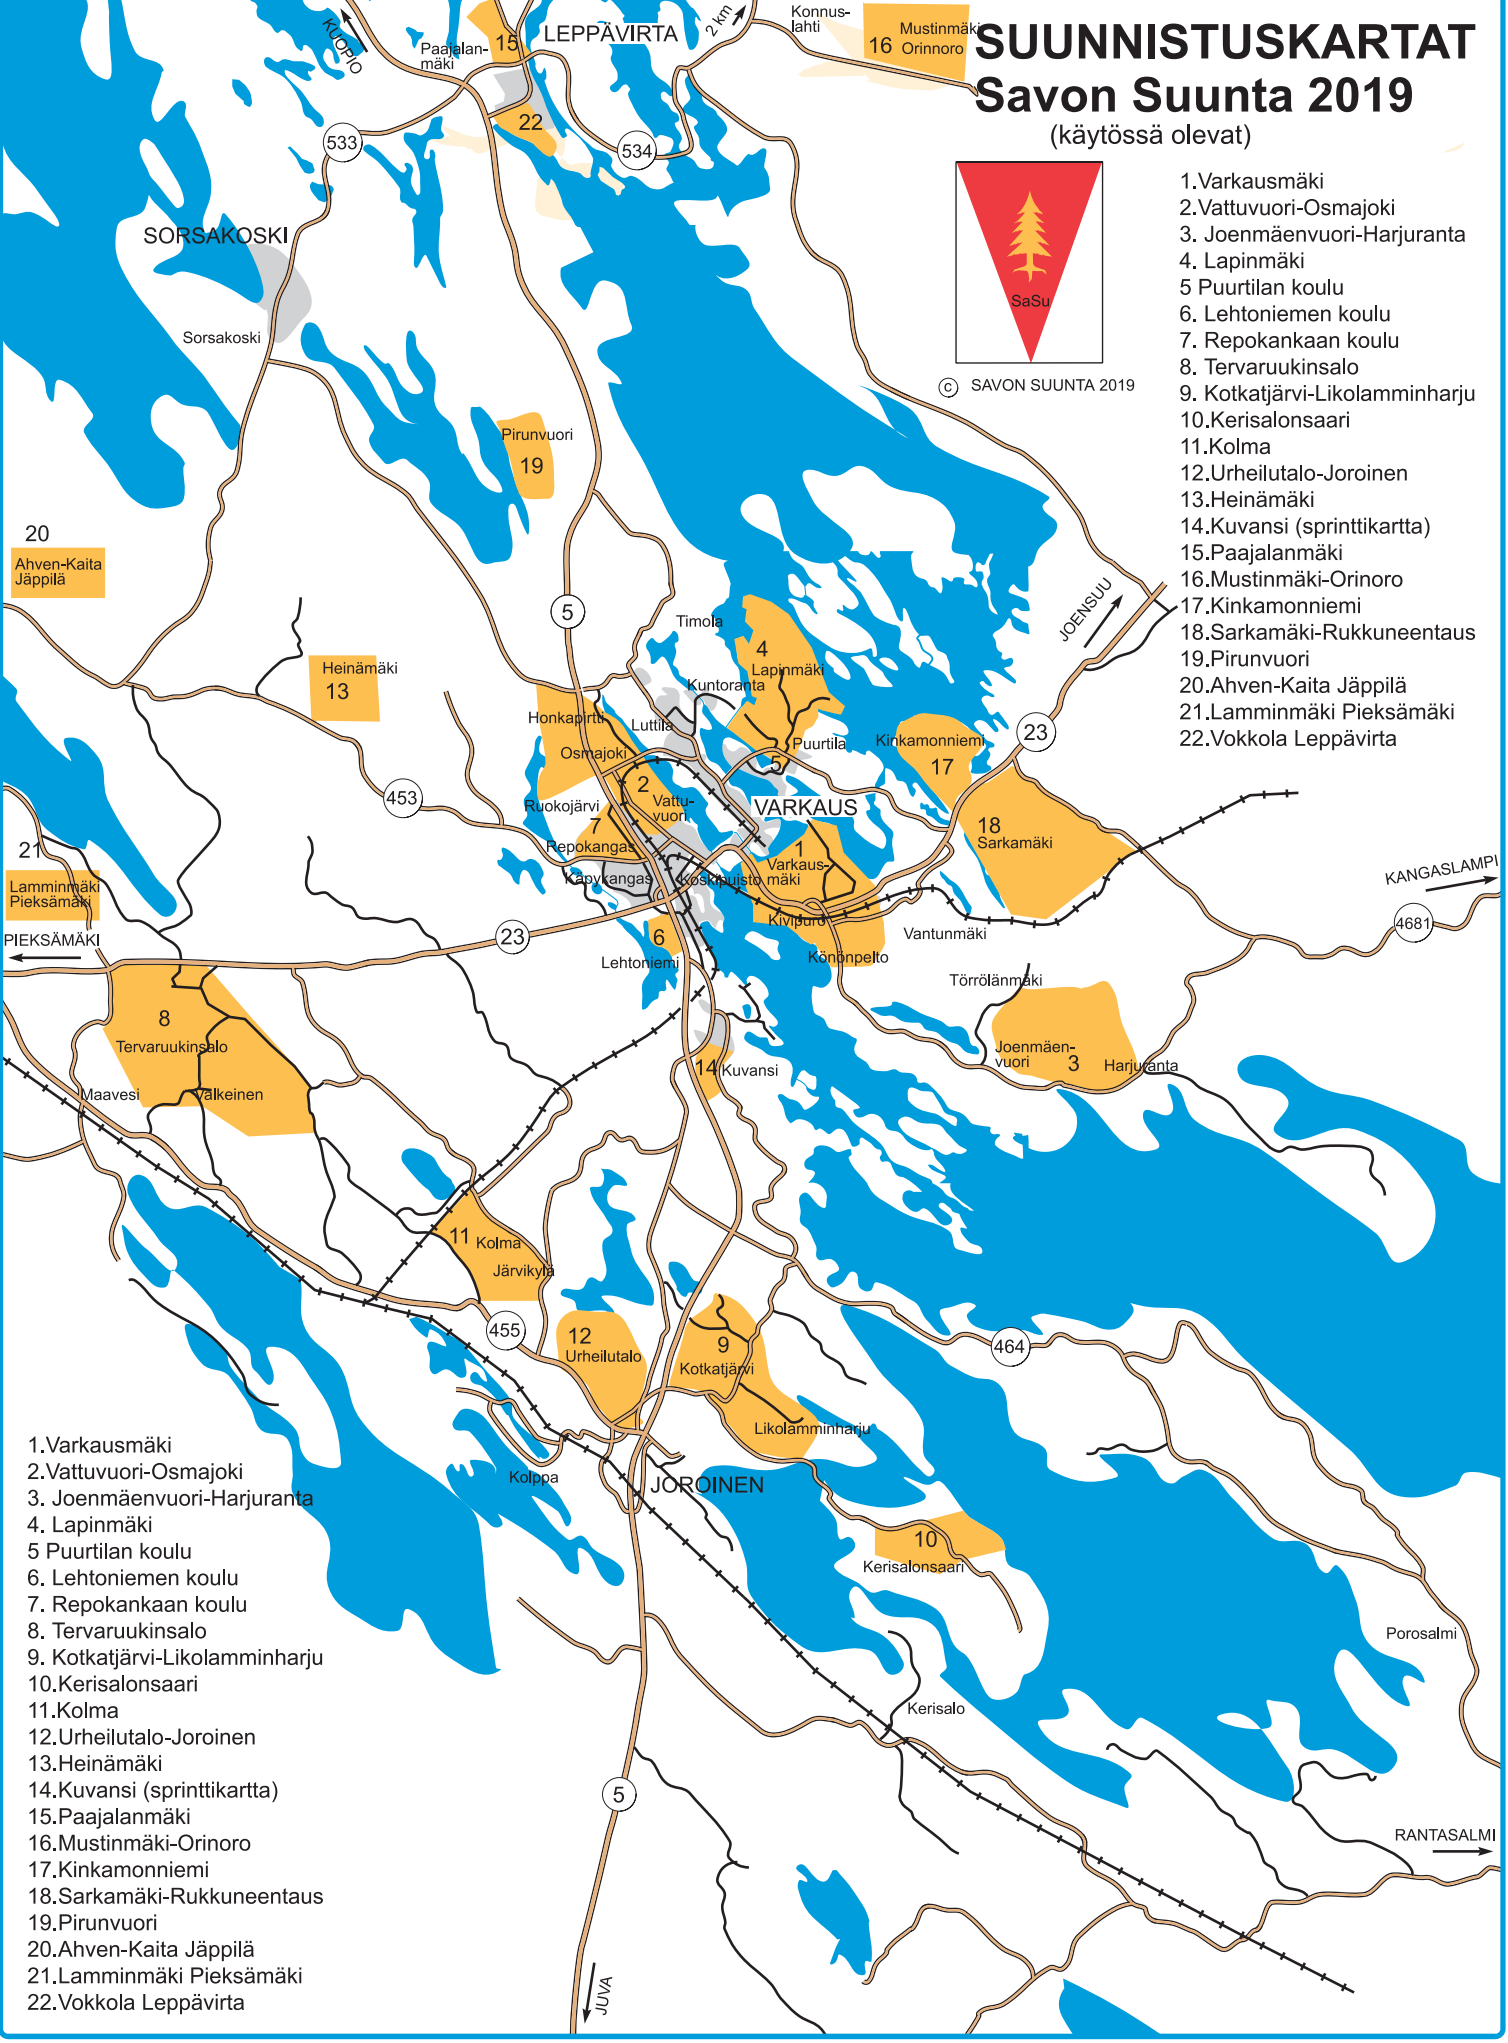 SUUNNISTUSKARTAT
Savon Suunta 2019
(käytössä olevat)
SaSu
© SAVON SUUNTA 2019
1.Varkausmäki
2.Vattuvuori-Osmajoki
3. Joenmäenvuori-Harjuranta
4. Lapinmäki
5 Puurtilan koulu
6. Lehtoniemen koulu
7. Repokankaan koulu
8. Tervaruukinsalo
9. Kotkatjärvi-Likolamminharju
10.Kerisalonsaari
11.Kolma
12.Urheilutalo-Joroinen
13.Heinämäki
14.Kuvansi (sprinttikartta)
15.Paajalanmäki
16.Mustinmäki-Orinoro
17.Kinkamonniemi
18.Sarkamäki-Rukkuneentaus
19.Pirunvuori
20.Ahven-Kaita Jäppilä
21.Lamminmäki Pieksämäki
22.Vokkola Leppävirta
KUOPIO
Paajalan-
mäki
15
LEPPÄVIRTA
2 km
Konnus-
lahti
Mustinmäki
16 Orinnoro
22
533
534
SORSAKOSKI
Sorsakoski
Pirunvuori
19
20
Ahven-Kaita
Jäppilä
5
Timola
4
Lapinmäki
JOENSUU
Heinämäki
13
Kuntoranta
Honkapirtti
Luttila
Osmajoki
Puurtila
5
Kinkamonniemi
17
23
453
2
Vattu-
vuori
Ruokojärvi
7
Repokangas
VARKAUS
1
Varkaus-
mäki
18
Sarkamäki
21
Lamminmäki
Pieksämäki
Käpykangas
Koskipuisto
KANGASLAMPI
4681
PIEKSÄMÄKI
23
6
Lehtoniemi
Kivipuro
Könönpelto
Vantunmäki
Törrölänmäki
8
Tervaruukinsalo
Maavesi
Valkeinen
14 Kuvansi
Joenmäen-
vuori
3
Harjuranta
11 Kolma
Järvikylä
455
12
Urheilutalo
9
Kotkatjärvi
464
Likolamminharju
Kolppa
JOROINEN
10
Kerisalonsaari
Porosalmi
Kerisalo
5
RANTASALMI
JUVA
1.Varkausmäki
2.Vattuvuori-Osmajoki
3. Joenmäenvuori-Harjuranta
4. Lapinmäki
5 Puurtilan koulu
6. Lehtoniemen koulu
7. Repokankaan koulu
8. Tervaruukinsalo
9. Kotkatjärvi-Likolamminharju
10.Kerisalonsaari
11.Kolma
12.Urheilutalo-Joroinen
13.Heinämäki
14.Kuvansi (sprinttikartta)
15.Paajalanmäki
16.Mustinmäki-Orinoro
17.Kinkamonniemi
18.Sarkamäki-Rukkuneentaus
19.Pirunvuori
20.Ahven-Kaita Jäppilä
21.Lamminmäki Pieksämäki
22.Vokkola Leppävirta